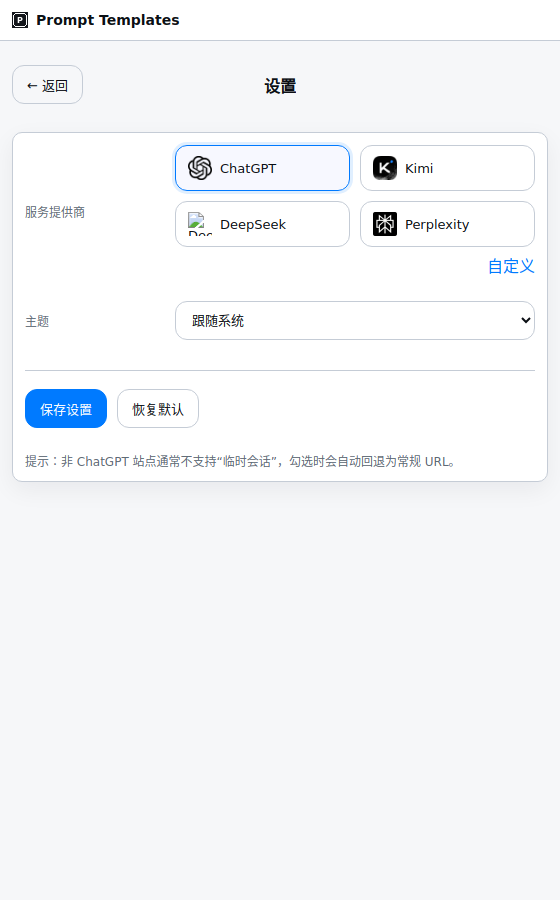 P Prompt Templates
← 返回
设置
服务提供商
ChatGPT
Kimi
DeepSeek
Perplexity
自定义
主题
跟随系统
保存设置
恢复默认
提示：非 ChatGPT 站点通常不支持“临时会话”，勾选时会自动回退为常规 URL。